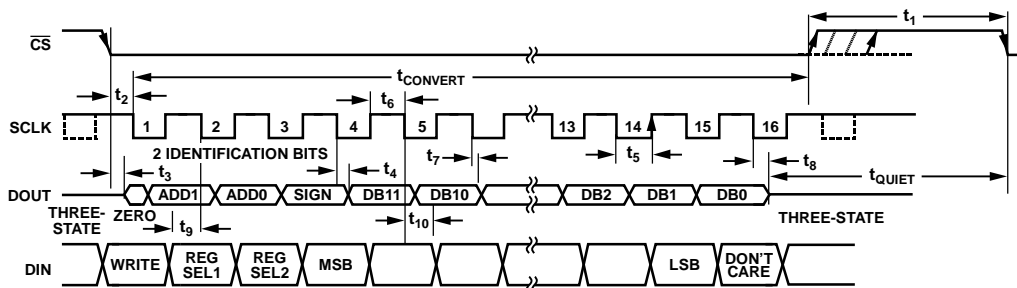 t1
CS
tCONVERT
t2
t6
SCLK
1 2 3 4 5 13 14 15 16
2 IDENTIFICATION BITS
t3
t4
t7
t5
t8
tQUIET
DOUT
ADD1 ADD0 SIGN DB11 DB10 DB2 DB1 DB0
THREE-
STATE
ZERO
THREE-STATE
t9
t10
DIN
WRITE
REG
SEL1
REG
SEL2
MSB
LSB
DON'T
CARE